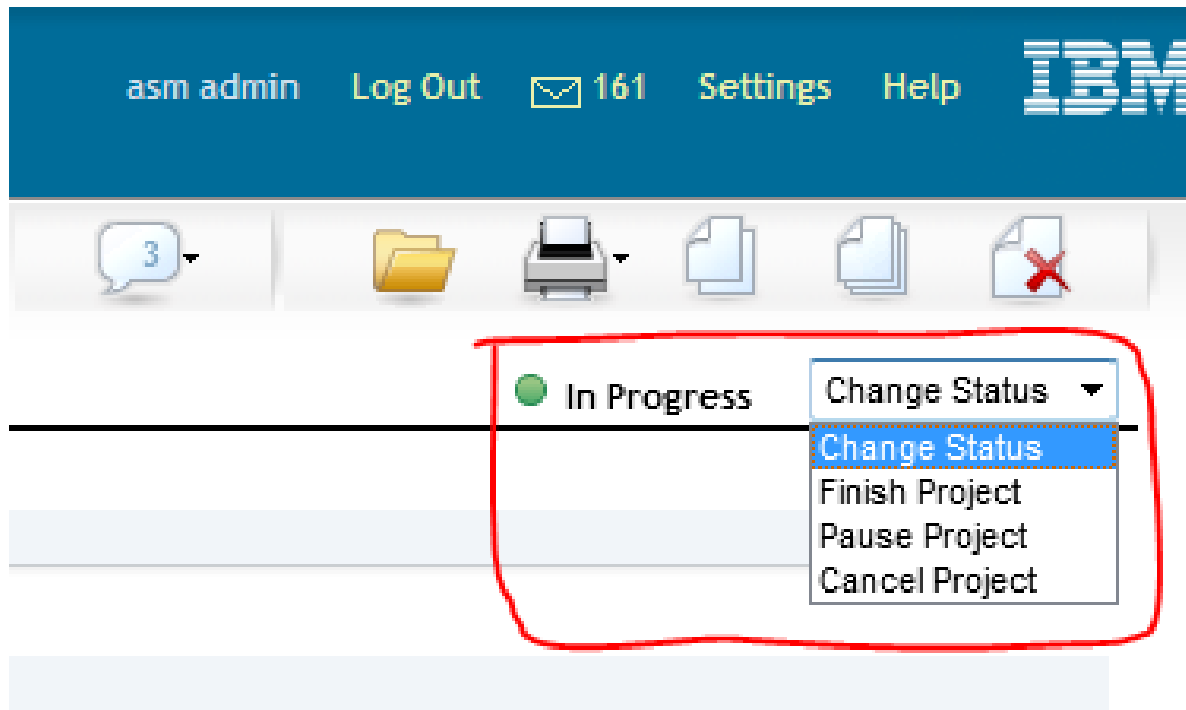 asm admin Log Out 161 Settings Help IBM
3
In Progress Change Status
Change Status
Finish Project
Pause Project
Cancel Project